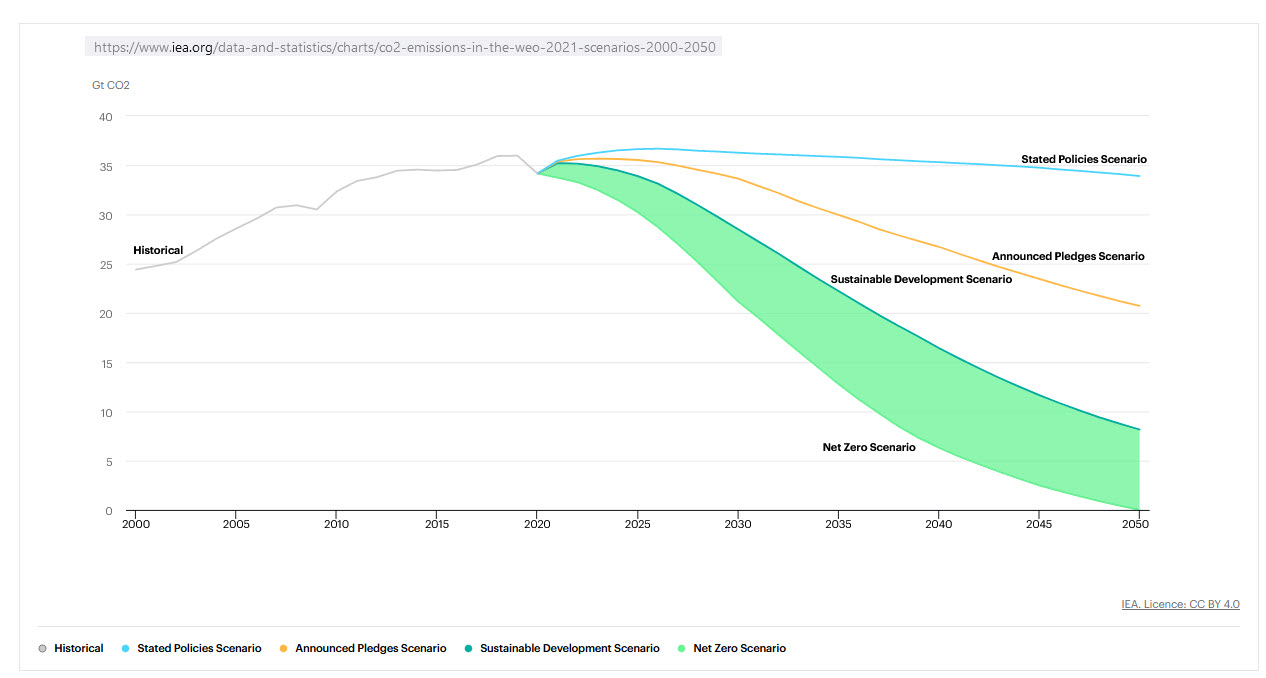 https://www.iea.org/data-and-statistics/charts/co2-emissions-in-the-weo-2021-scenarios-2000-2050
Gt CO2
40
35
30
25
20
15
10
5
0
Stated Policies Scenario
Historical
Announced Pledges Scenario
Sustainable Development Scenario
Net Zero Scenario
2000 2005 2010 2015 2020 2025 2030 2035 2040 2045 2050
IEA. Licence: CC BY 4.0
Historical Stated Policies Scenario Announced Pledges Scenario Sustainable Development Scenario Net Zero Scenario